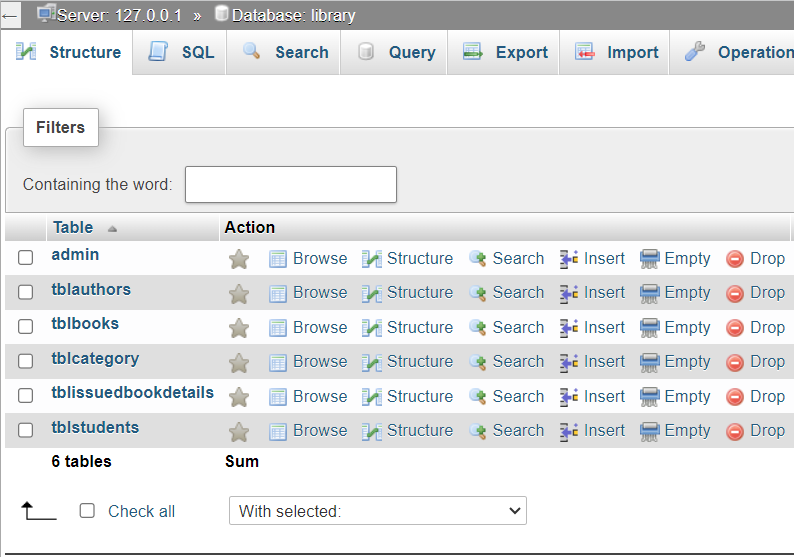 Server: 127.0.0.1 » Database: library
Structure SQL Search Query Export Import Operation
Filters
Containing the word:
Table Action
admin Browse Structure Search Insert Empty Drop
tblauthors Browse Structure Search Insert Empty Drop
tblbooks Browse Structure Search Insert Empty Drop
tblcategory Browse Structure Search Insert Empty Drop
tblissuedbookdetails Browse Structure Search Insert Empty Drop
tblstudents Browse Structure Search Insert Empty Drop
6 tables Sum
Check all With selected: